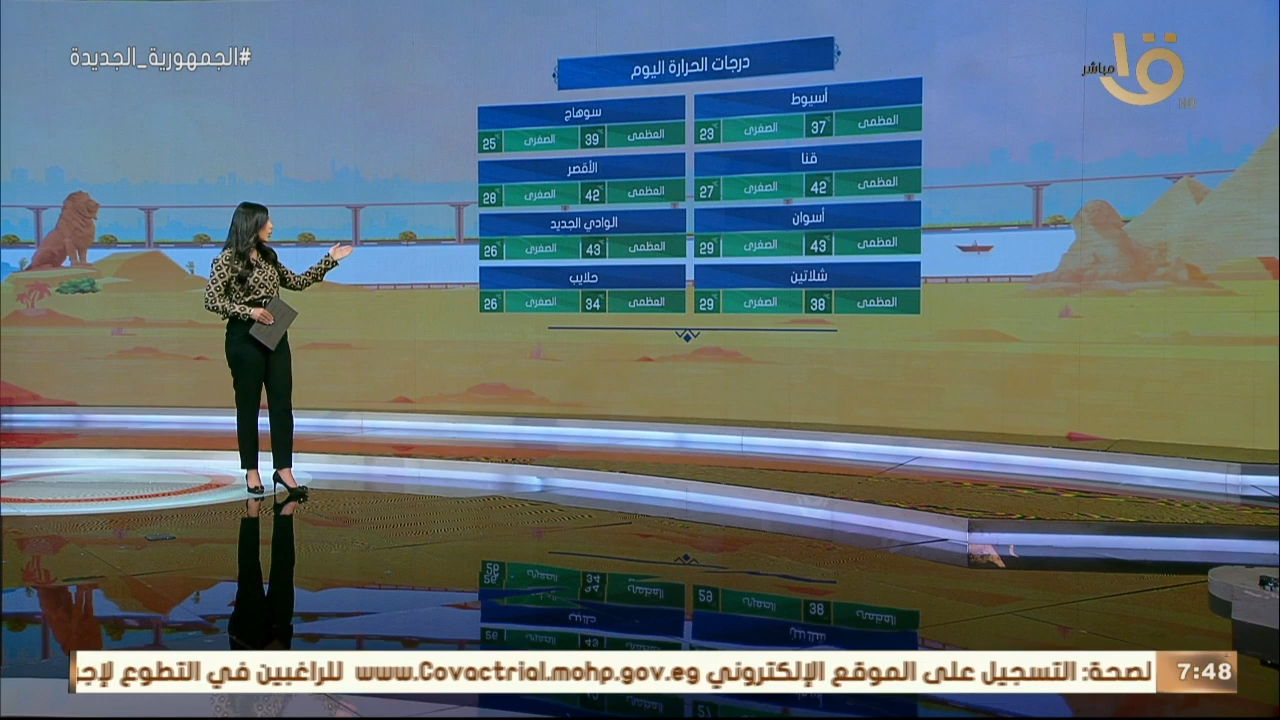 #الجمهورية_الجديدة
مباشر
HD
درجات الحرارة اليوم
أسيوط
العظمى 37 الصغرى 23
سوهاج
العظمى 39 الصغرى 25
قنا
العظمى 42 الصغرى 27
الأقصر
العظمى 42 الصغرى 28
أسوان
العظمى 43 الصغرى 29
الوادي الجديد
العظمى 43 الصغرى 26
شلاتين
العظمى 38 الصغرى 29
حلايب
العظمى 34 الصغرى 26
لصحة: التسجيل على الموقع الإلكتروني www.Covactrial.mohp.gov.eg للراغبين في التطوع لإجـ
7:48